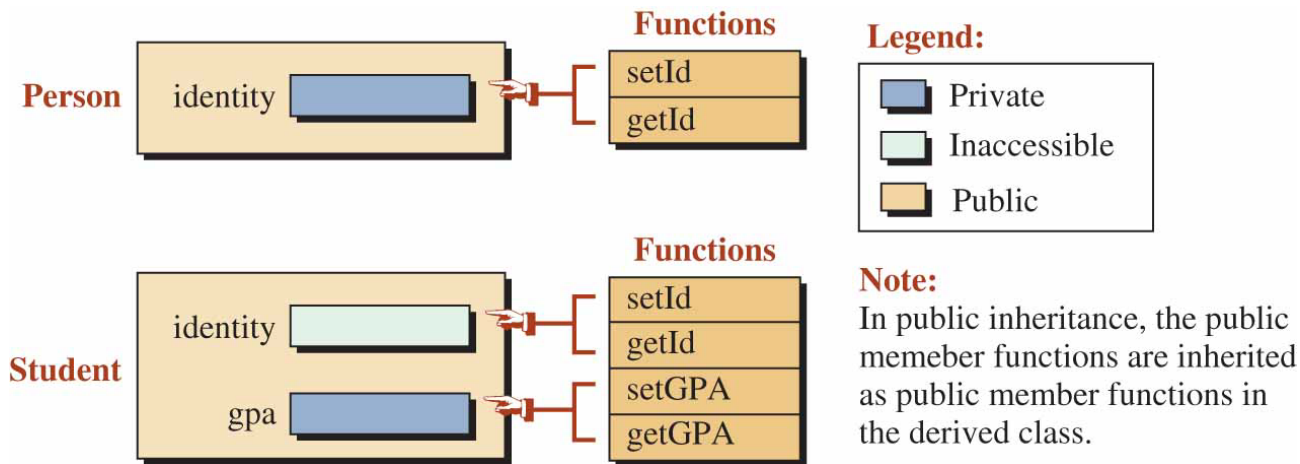 Functions
Person
identity
setId
getId
Legend:
Private
Inaccessible
Public
Functions
Student
identity
gpa
setId
getId
setGPA
getGPA
Note:
In public inheritance, the public
memeber functions are inherited
as public member functions in
the derived class.